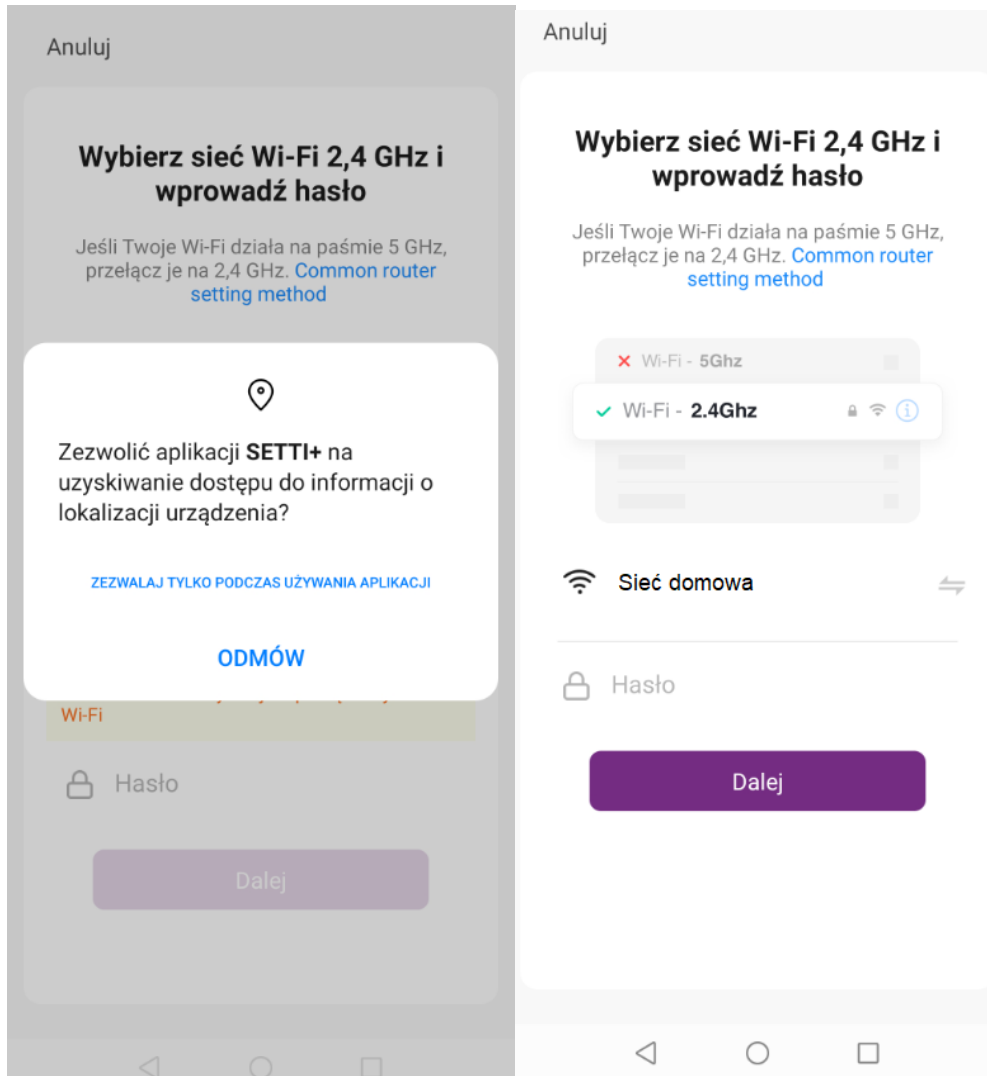 Anuluj
Wybierz sieć Wi-Fi 2,4 GHz i
wprowadź hasło
Jeśli Twoje Wi-Fi działa na paśmie 5 GHz,
przełącz je na 2,4 GHz. Common router
setting method
Zezwolić aplikacji SETTI+ na
uzyskiwanie dostępu do informacji o
lokalizacji urządzenia?
ZEZWALAJ TYLKO PODCZAS UŻYWANIA APLIKACJI
ODMÓW
Wi-Fi
Hasło
Dalej
Anuluj
Wybierz sieć Wi-Fi 2,4 GHz i
wprowadź hasło
Jeśli Twoje Wi-Fi działa na paśmie 5 GHz,
przełącz je na 2,4 GHz. Common router
setting method
Wi-Fi - 5Ghz
Wi-Fi - 2.4Ghz
Sieć domowa
Hasło
Dalej